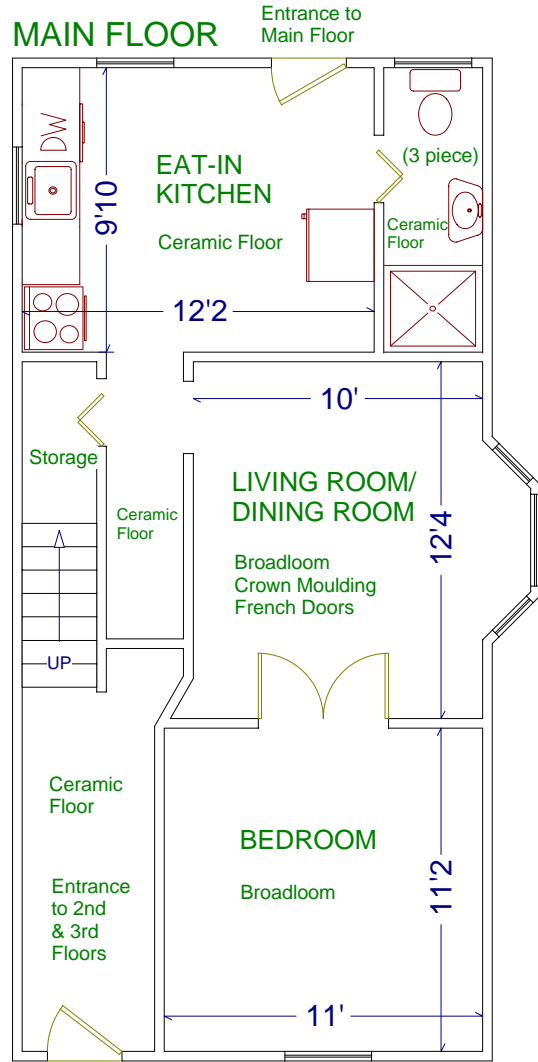 MAIN FLOOR
Entrance to
Main Floor
DW
EAT-IN
KITCHEN
Ceramic Floor
9'10
12'2
(3 piece)
Ceramic
Floor
10'
Storage
Ceramic
Floor
LIVING ROOM/
DINING ROOM
Broadloom
Crown Moulding
French Doors
12'4
UP
Ceramic
Floor
Entrance
to 2nd
& 3rd
Floors
BEDROOM
Broadloom
11'2
11'